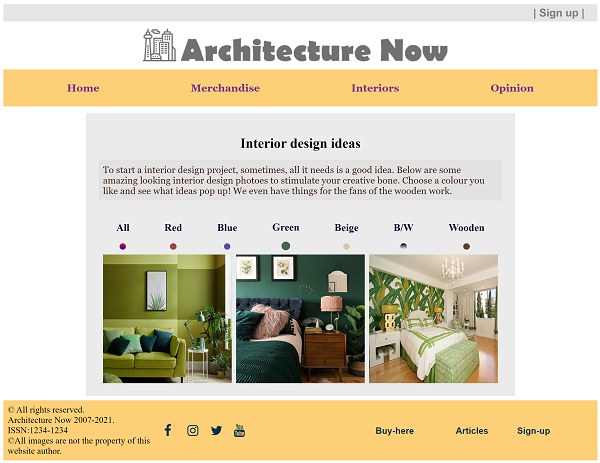 | Sign up |
Architecture Now
Home Merchandise Interiors Opinion
Interior design ideas
To start a interior design project, sometimes, all it needs is a good idea. Below are some
amazing looking interior design photoes to stimulate your creative bone. Choose a colour you
like and see what ideas pop up! We even have things for the fans of the wooden work.
All Red Blue Green Beige B/W Wooden
© All rights reserved.
Architecture Now 2007-2021.
ISSN:1234-1234
©All images are not the property of this
website author.
You Tube
Buy-here Articles Sign-up